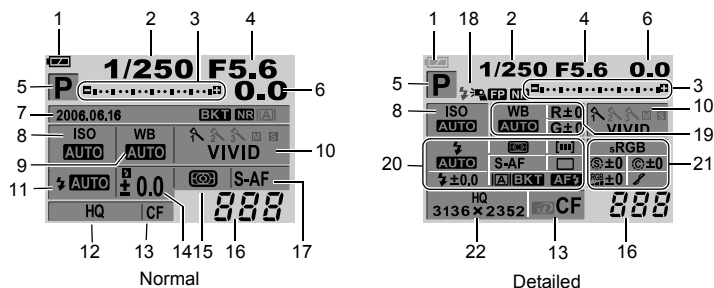 1 2 3 4
1/250 F5.6
5 P 0.0 6
7 2006.06.16 BKT NR A
8 ISO WB M S
AUTO AUTO VIVID 10
9
11 AUTO ± 0.0 S-AF
HQ CF 888
12 13 14 15 16 17
Normal
1 18 2 4 6
1/250 F5.6 0.0
5 P FP NR 3
8 ISO WB R±0 M S 10
AUTO AUTO G±0 VIVID 19
20 sRGB 21
AUTO S-AF S±0 C±0
±0.0 A BKT AF RGB±0
HQ
3136×2352 CF 888
22 13 16
Detailed